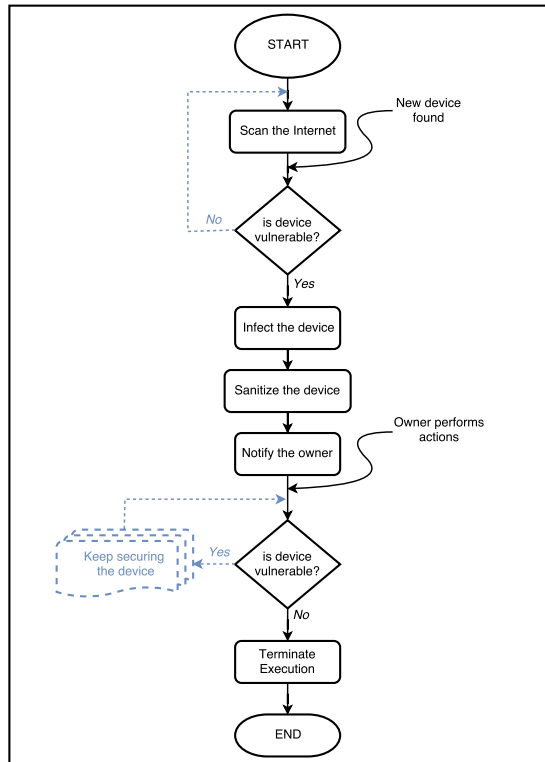 START
New device
found
Scan the Internet
No
is device
vulnerable?
Yes
Infect the device
Sanitize the device
Owner performs
actions
Notify the owner
Keep securing
the device
Yes
is device
vulnerable?
No
Terminate
Execution
END